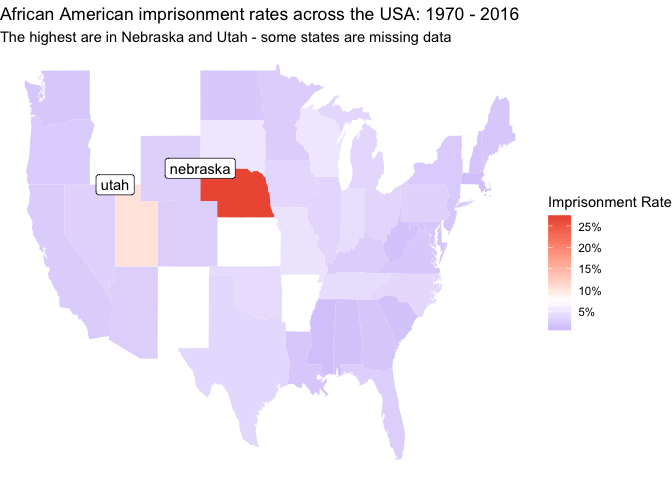 African American imprisonment rates across the USA: 1970 - 2016
The highest are in Nebraska and Utah - some states are missing data
nebraska
utah
Imprisonment Rate
25%
20%
15%
10%
5%